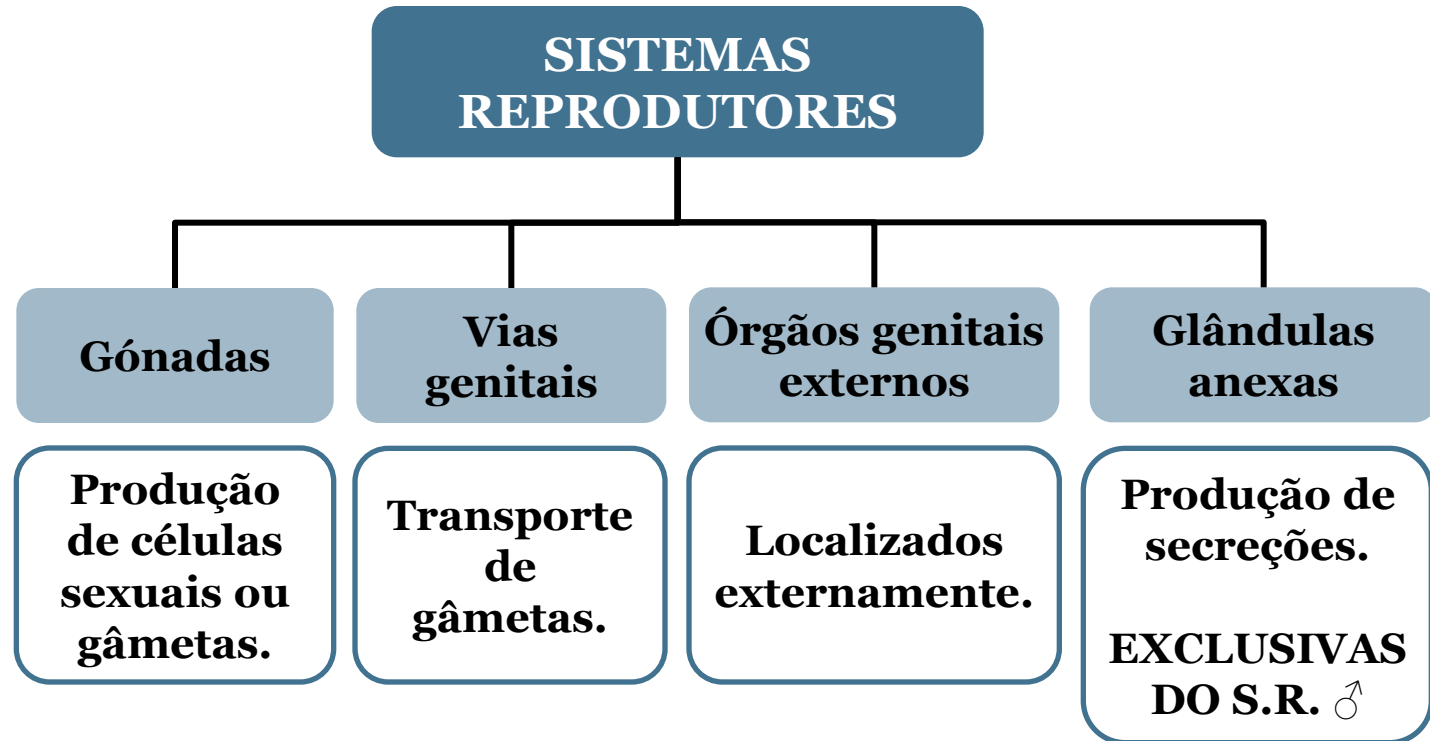 SISTEMAS
REPRODUTORES
Gónadas
Vias
genitais
Órgãos genitais
externos
Glândulas
anexas
Produção
de células
sexuais ou
gâmetas.
Transporte
de
gâmetas.
Localizados
externamente.
Produção de
secreções.
EXCLUSIVAS
DO S.R. ♂